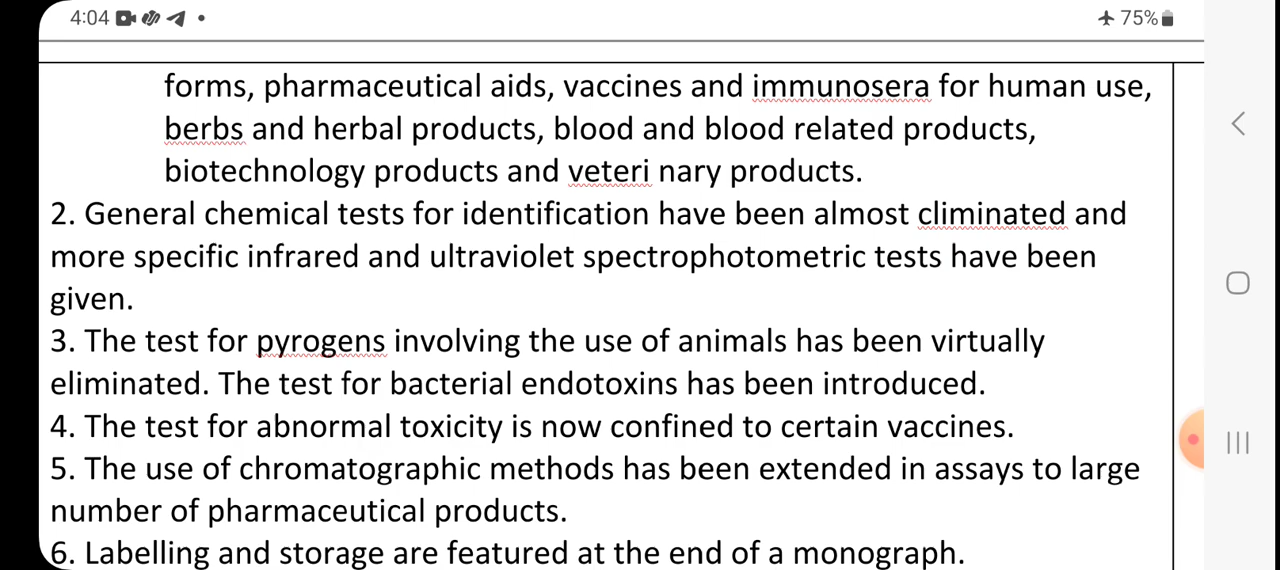 4:04
75%
forms, pharmaceutical aids, vaccines and immunosera for human use,
berbs and herbal products, blood and blood related products,
biotechnology products and veteri nary products.
2. General chemical tests for identification have been almost climinated and
more specific infrared and ultraviolet spectrophotometric tests have been
given.
3. The test for pyrogens involving the use of animals has been virtually
eliminated. The test for bacterial endotoxins has been introduced.
4. The test for abnormal toxicity is now confined to certain vaccines.
5. The use of chromatographic methods has been extended in assays to large
number of pharmaceutical products.
6. Labelling and storage are featured at the end of a monograph.